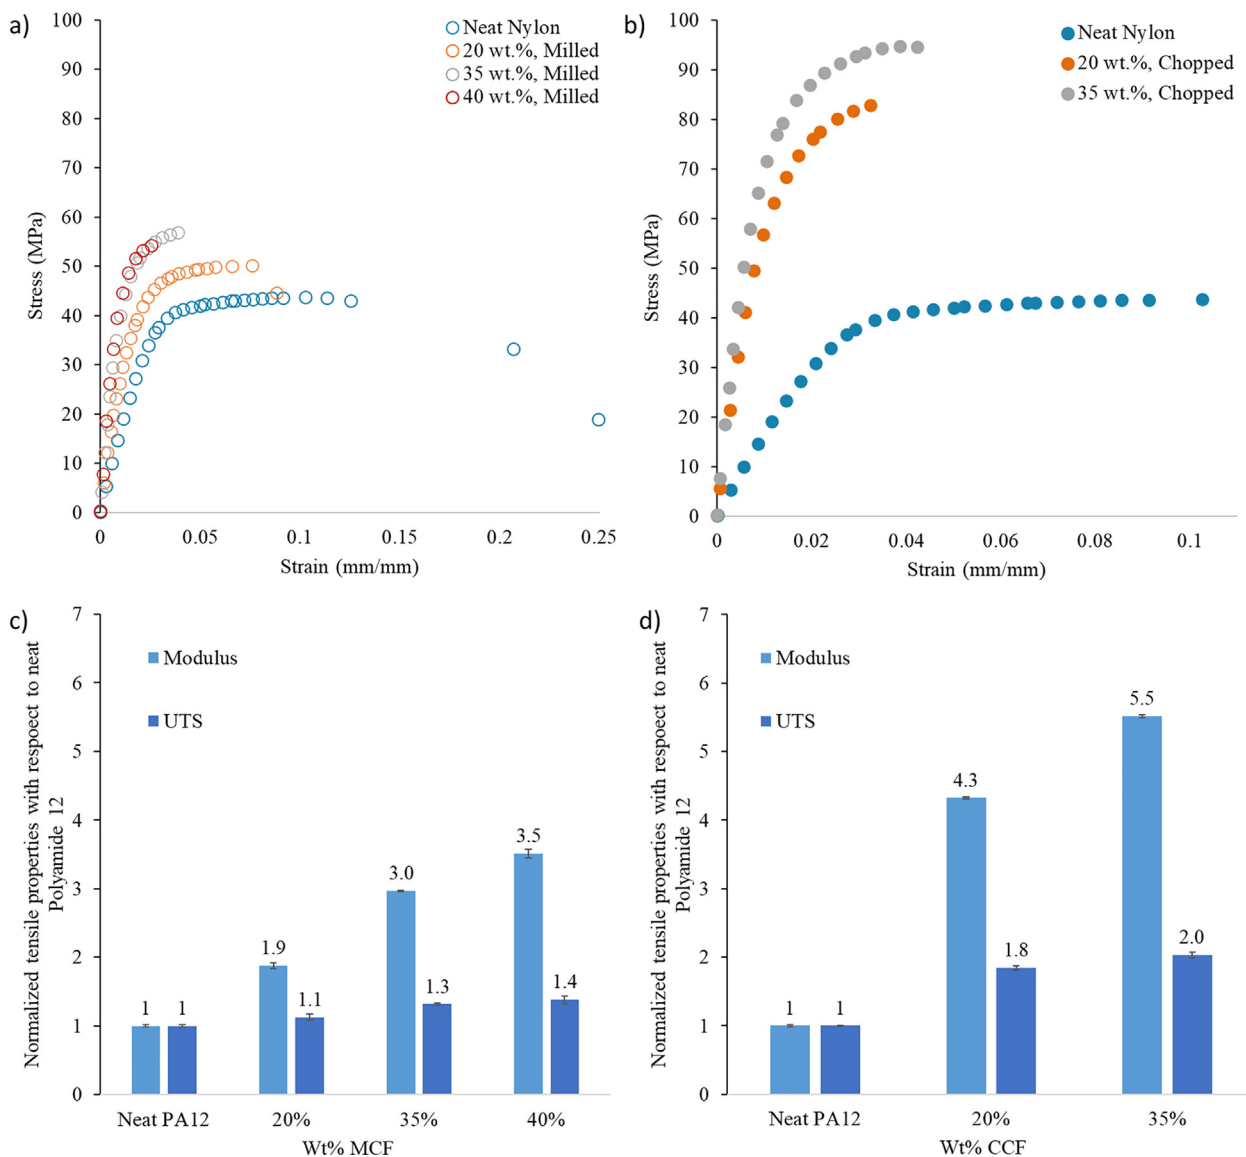 a)
100
90
80
70
60
50
40
30
20
10
0
Stress (MPa)
0
0.05
0.1
0.15
0.2
0.25
Strain (mm/mm)
Neat Nylon
20 wt.%, Milled
35 wt.%, Milled
40 wt.%, Milled
b)
100
90
80
70
60
50
40
30
20
10
0
Stress (MPa)
0
0.02
0.04
0.06
0.08
0.1
Strain (mm/mm)
Neat Nylon
20 wt.%, Chopped
35 wt.%, Chopped
c)
Normalized tensile properties with respoect to neat
Polyamide 12
7
6
5
4
3
2
1
0
Modulus
UTS
1
1
1.9
1.1
3.0
1.3
3.5
1.4
Neat PA12
20%
35%
40%
Wt% MCF
d)
Normalized tensile properties with respoect to neat
Polyamide 12
7
6
5
4
3
2
1
0
Modulus
UTS
1
1
4.3
1.8
5.5
2.0
Neat PA12
20%
35%
Wt% CCF